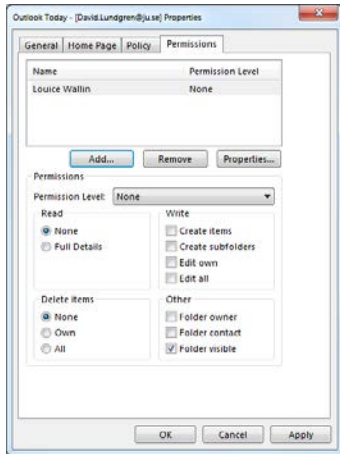 Outlook Today - [David.Lundgren@ju.se] Properties
General Home Page Policy Permissions
Name Permission Level
Louice Wallin None
Add... Remove Properties...
Permissions
Permission Level: None
Read Write
None Create items
Full Details Create subfolders
Edit own
Edit all
Delete items Other
None Folder owner
Own Folder contact
All Folder visible
OK Cancel Apply